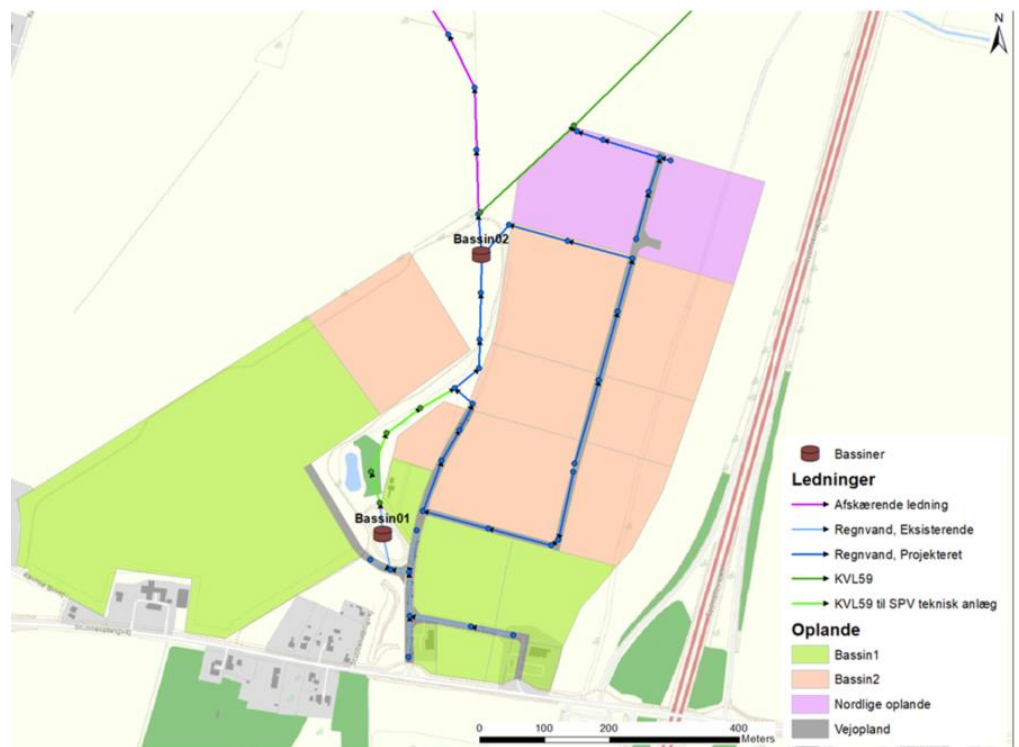 N
Bassin02
Bassin01
Bassiner
Ledninger
Afskærende ledning
Regnvand, Eksisterende
Regnvand, Projekteret
KVL59
KVL59 til SPV teknisk anlæg
Oplande
Bassin1
Bassin2
Nordlige oplande
Vejopland
0 100 200 400
Meters